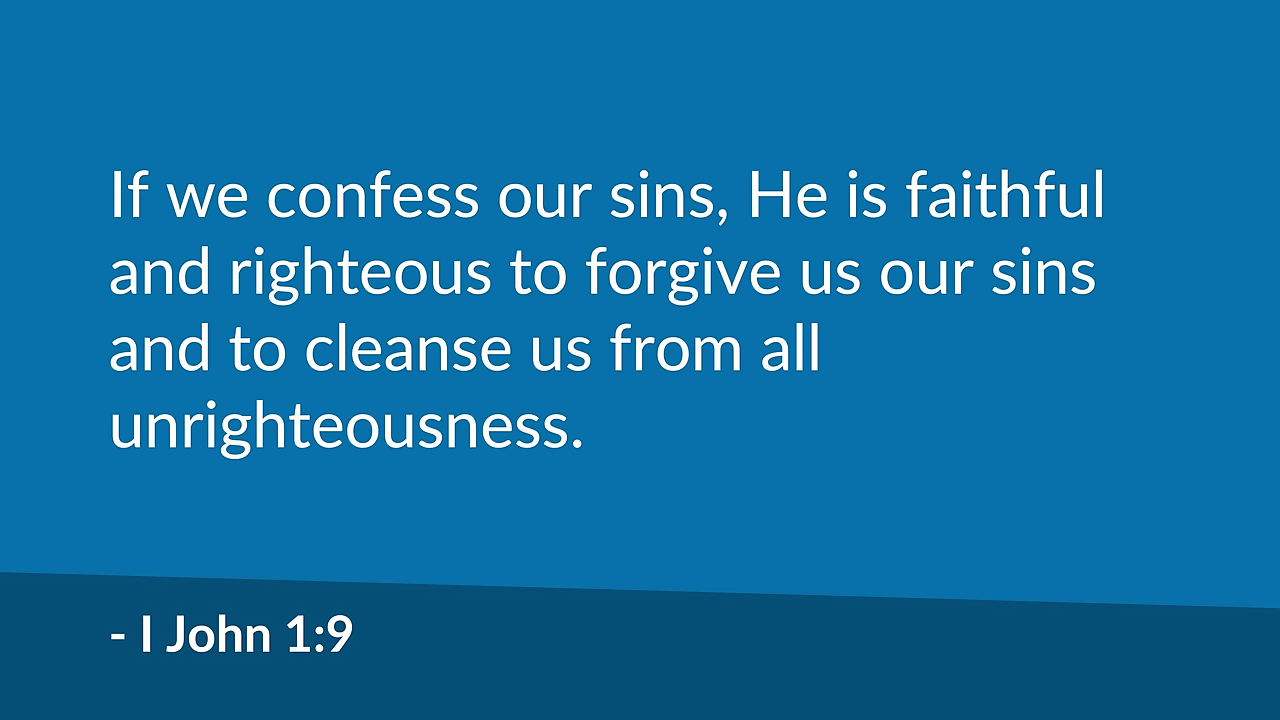 If we confess our sins, He is faithful
and righteous to forgive us our sins
and to cleanse us from all
unrighteousness.
- I John 1:9